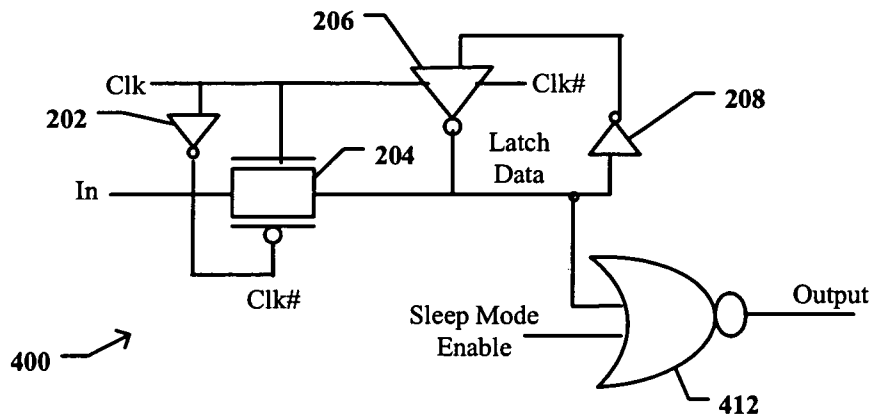 206
Clk
Clk#
208
202
Latch
Data
204
In
Clk#
Output
Sleep Mode
Enable
400
412